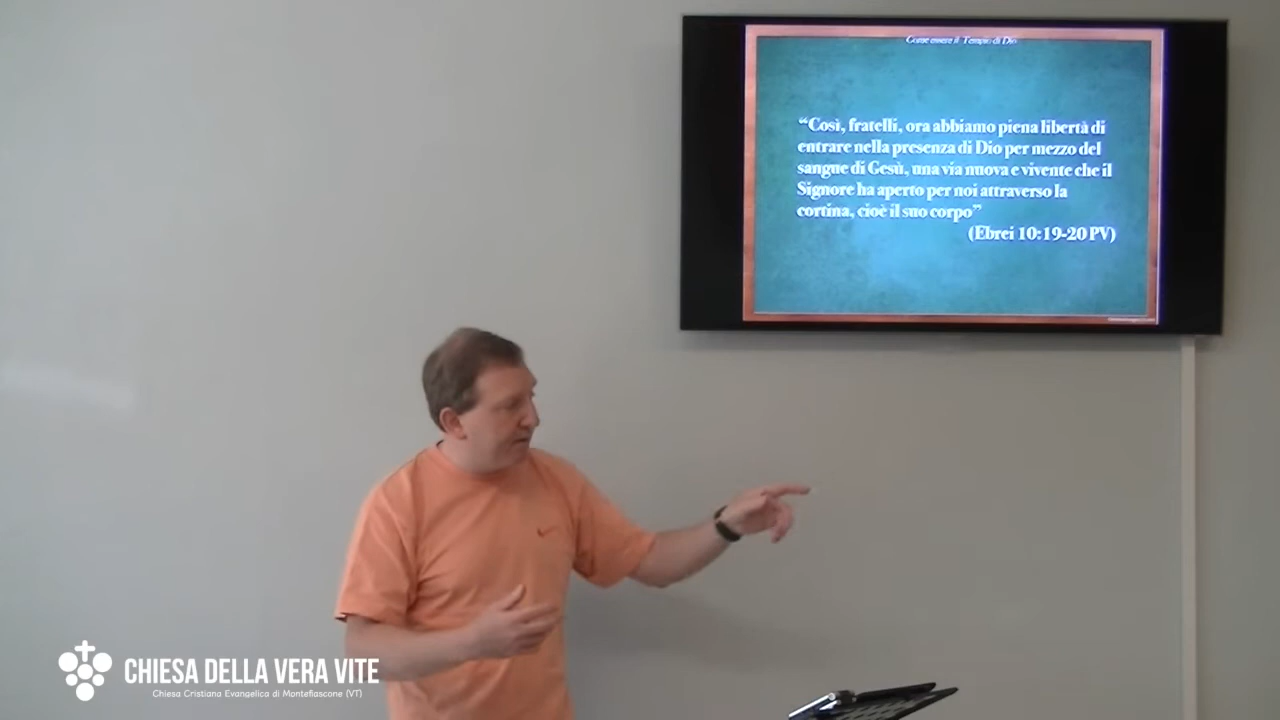 Come essere il Tempio di Dio
“Così, fratelli, ora abbiamo piena libertà di
entrare nella presenza di Dio per mezzo del
sangue di Gesù, una via nuova e vivente che il
Signore ha aperto per noi attraverso la
cortina, cioè il suo corpo”
(Ebrei 10:19-20 PV)
CHIESA DELLA VERA VITE
Chiesa Cristiana Evangelica di Montefiascone (VT)